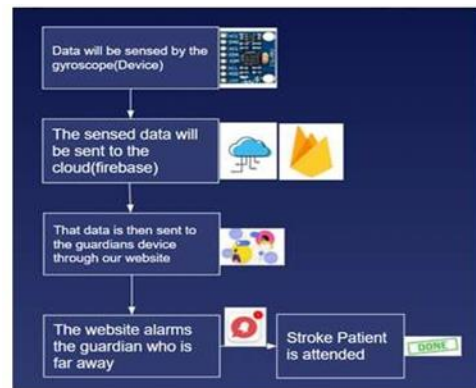 Data will be sensed by the
gyroscope(Device)
The sensed data will
be sent to the
cloud(firebase)
That data is then sent to
the guardians device
through our website
The website alarms
the guardian who is
far away
Stroke Patient
is attended
DONE